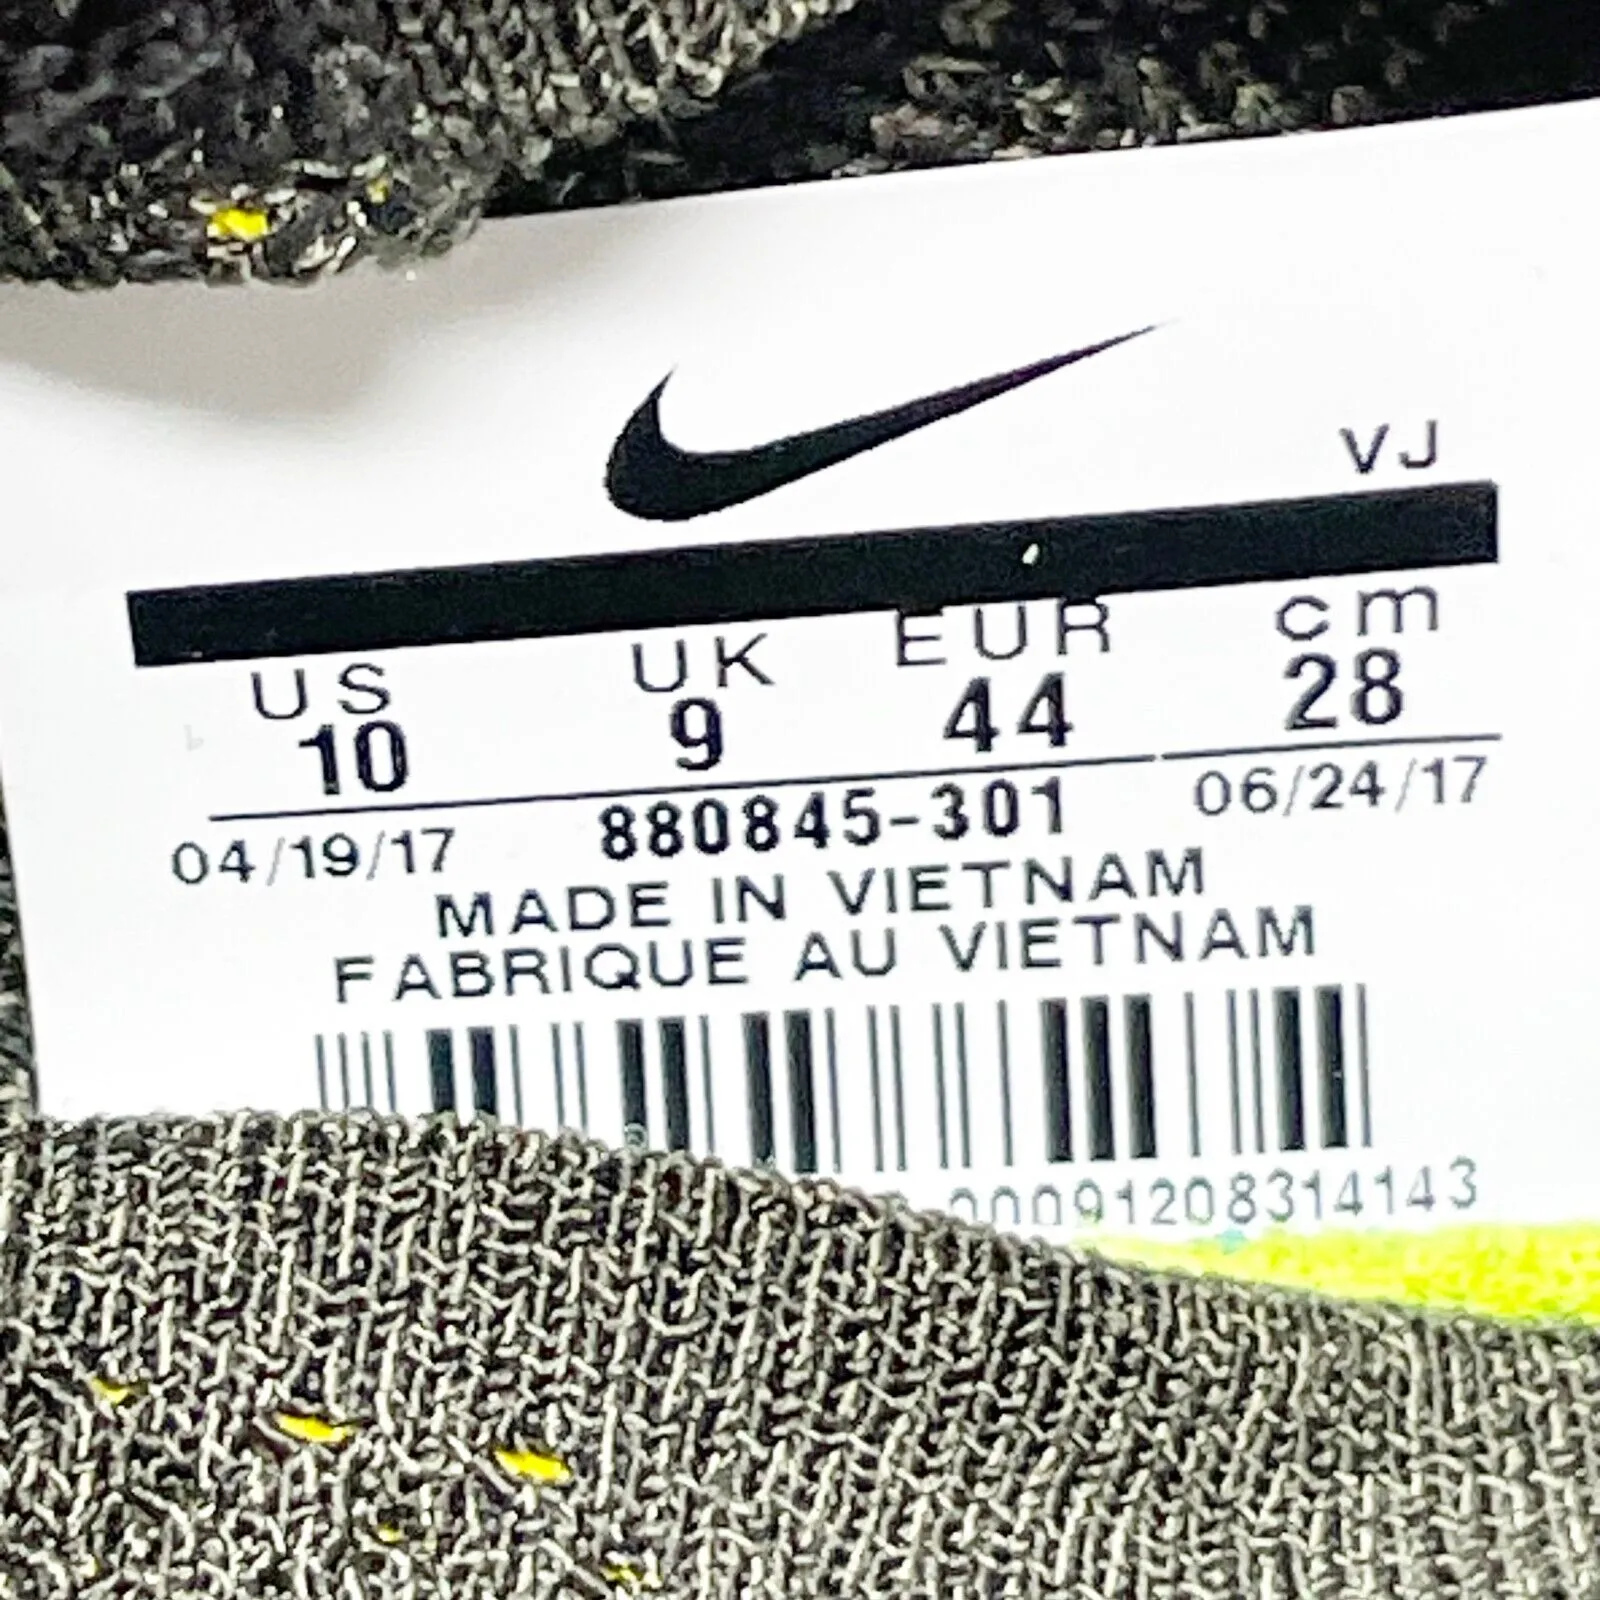 VJ
US UK EUR cm
10 9 44 28
04/19/17 880845-301 06/24/17
MADE IN VIETNAM
FABRIQUE AU VIETNAM
00091208314143